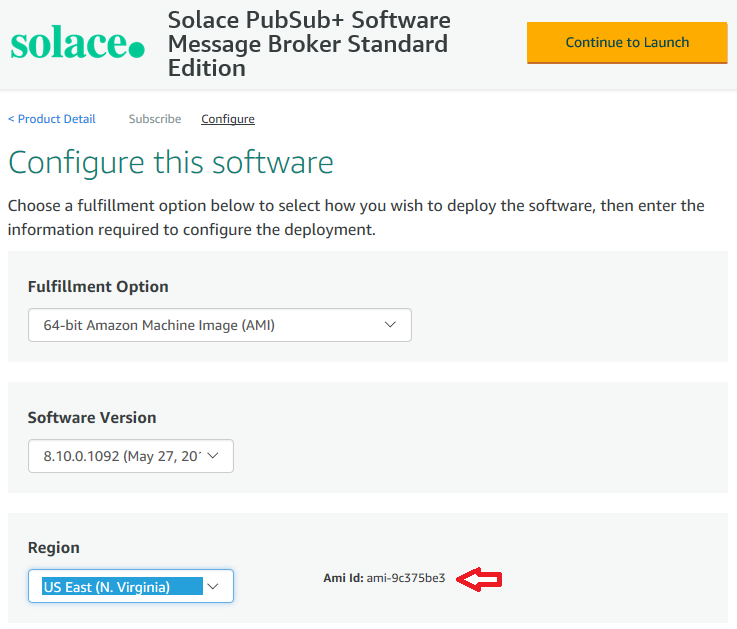 solace.
Solace PubSub+ Software
Message Broker Standard
Edition
Continue to Launch
< Product Detail
Subscribe
Configure
Configure this software
Choose a fulfillment option below to select how you wish to deploy the software, then enter the
information required to configure the deployment.
Fulfillment Option
64-bit Amazon Machine Image (AMI)
Software Version
8.10.0.1092 (May 27, 20
Region
US East (N. Virginia)
Ami Id: ami-9c375be3